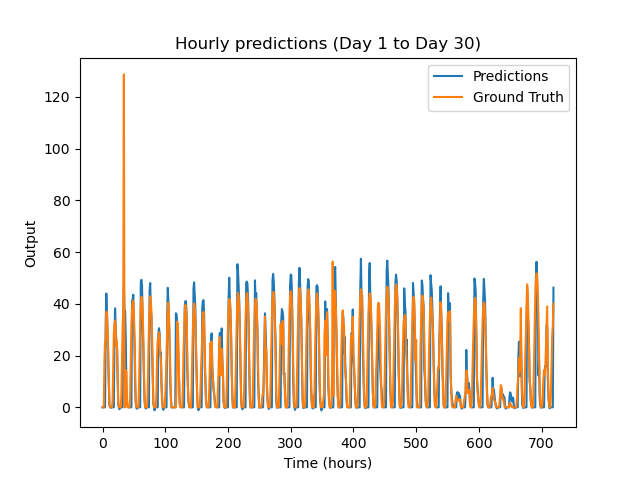 Hourly predictions (Day 1 to Day 30)
Predictions
Ground Truth
120
100
80
60
40
20
0
Output
0 100 200 300 400 500 600 700
Time (hours)